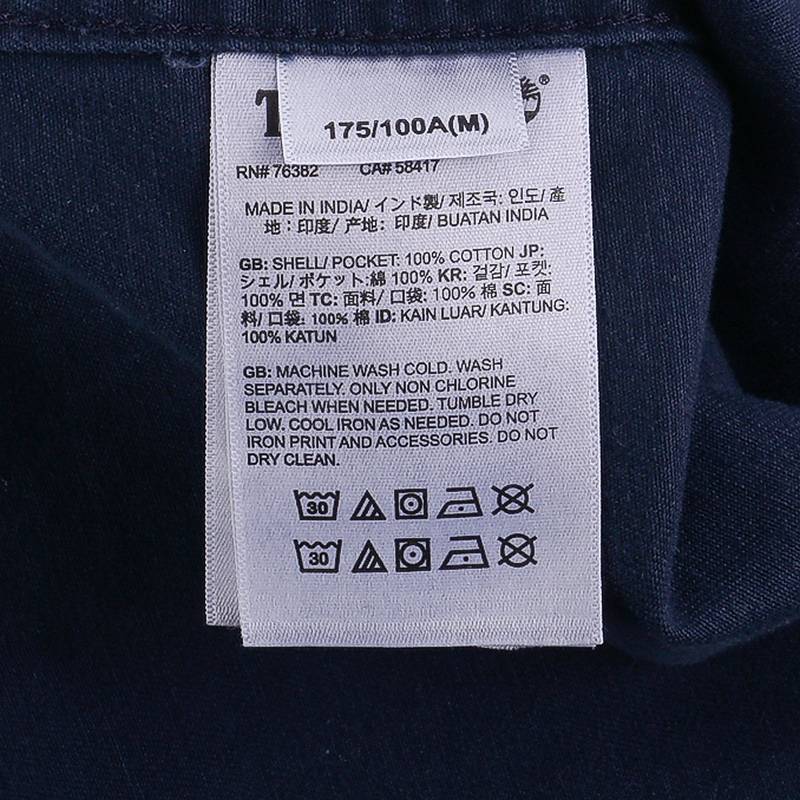 175/100A(M)
RN# 76382 CA# 58417
MADE IN INDIA/ インド製/ 제조국: 인도/ 產
地：印度/ 产地：印度/ BUATAN INDIA
GB: SHELL/ POCKET: 100% COTTON JP:
シェル/ ポケット:綿 100% KR: 겉감/ 포켓:
100% 면 TC: 面料/ 口袋: 100% 棉 SC: 面
料/ 口袋: 100% 棉 ID: KAIN LUAR/ KANTUNG:
100% KATUN
GB: MACHINE WASH COLD. WASH
SEPARATELY. ONLY NON CHLORINE
BLEACH WHEN NEEDED. TUMBLE DRY
LOW. COOL IRON AS NEEDED. DO NOT
IRON PRINT AND ACCESSORIES. DO NOT
DRY CLEAN.
30
30